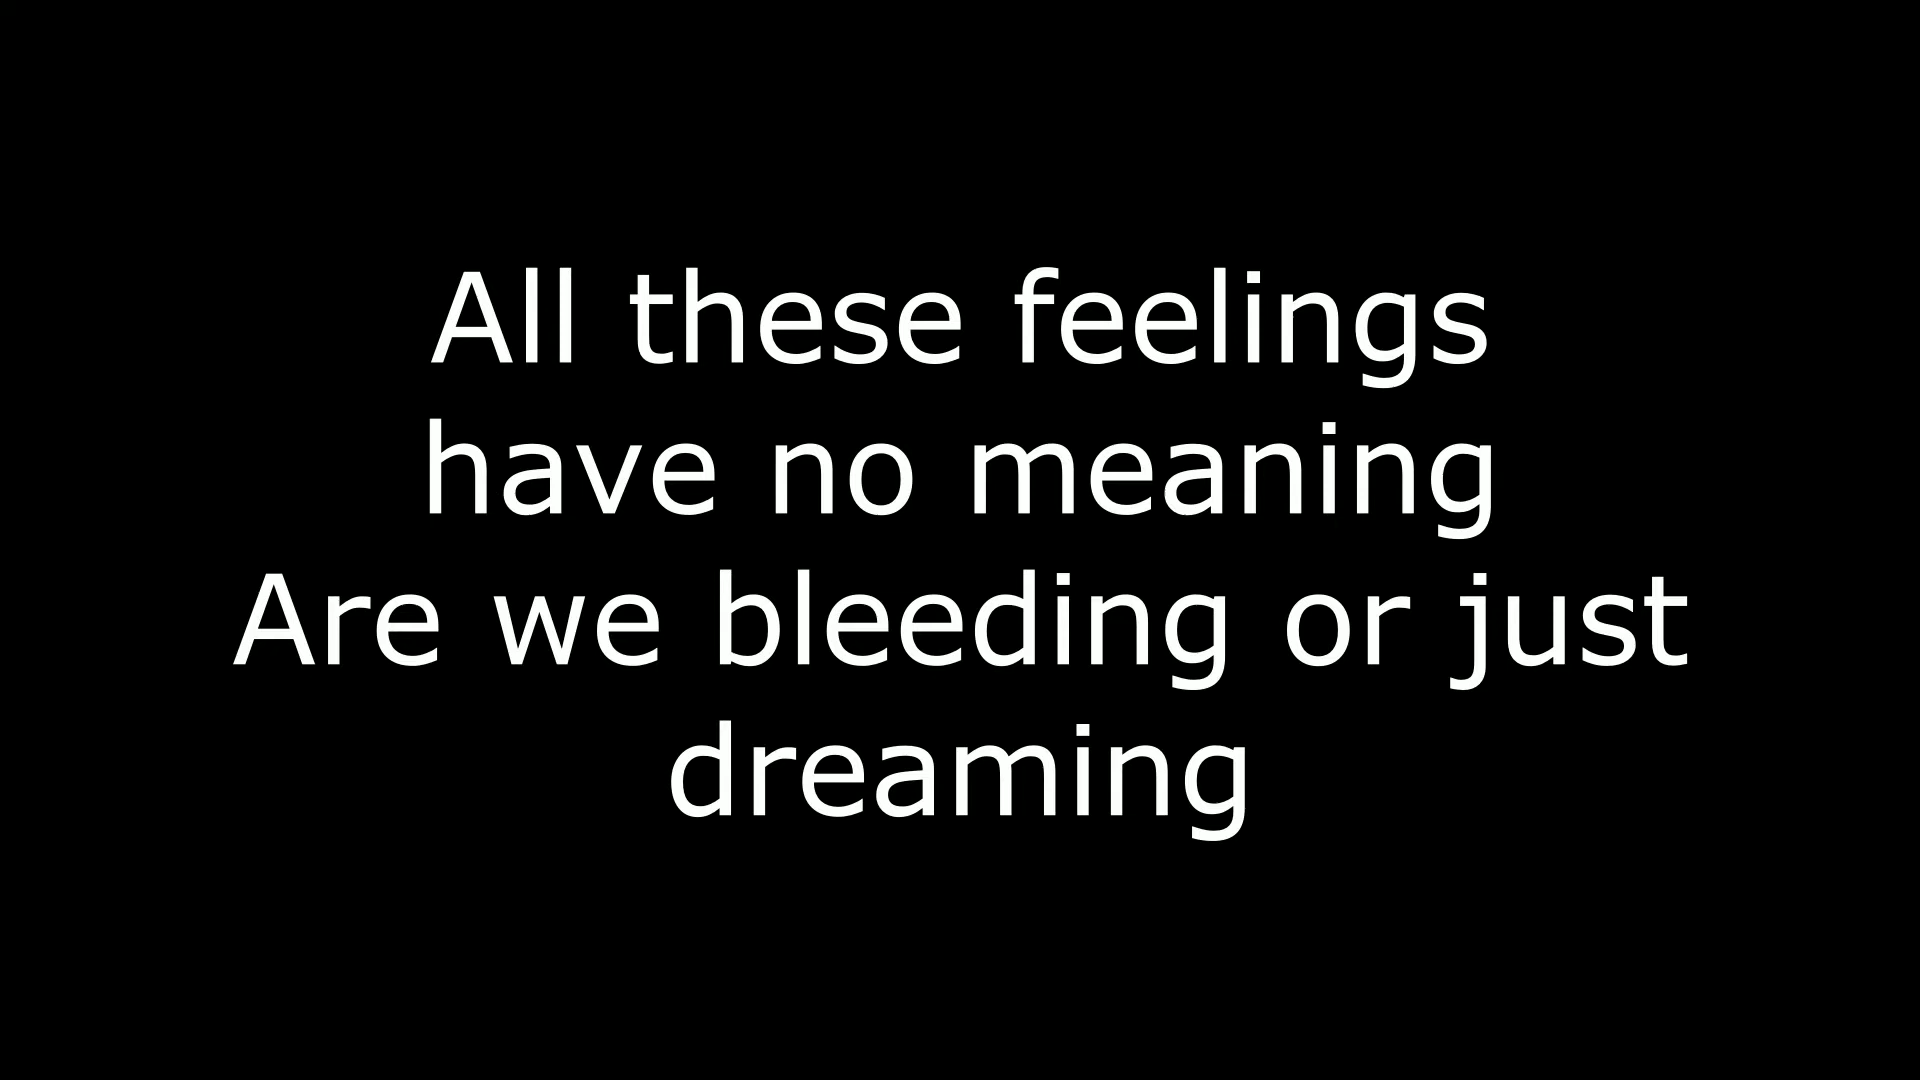 All these feelings
have no meaning
Are we bleeding or just
dreaming